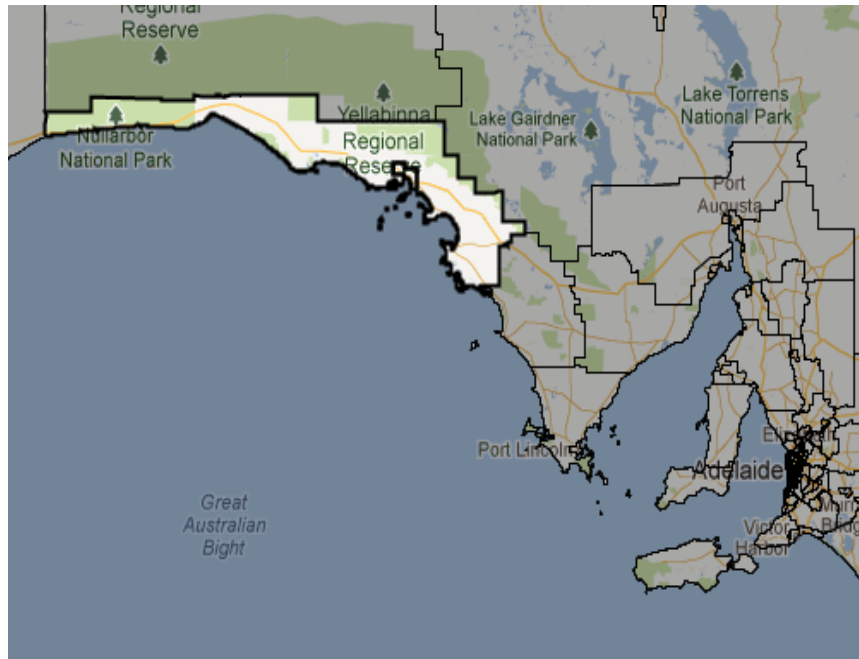 Regional
Reserve
Yellabinna
Regional
Reserve
Nullarbor
National Park
Lake Gairdner
National Park
Lake Torrens
National Park
Port
Augusta
Port Lincoln
Adelaide
Victor
Harbor
Great
Australian
Bight